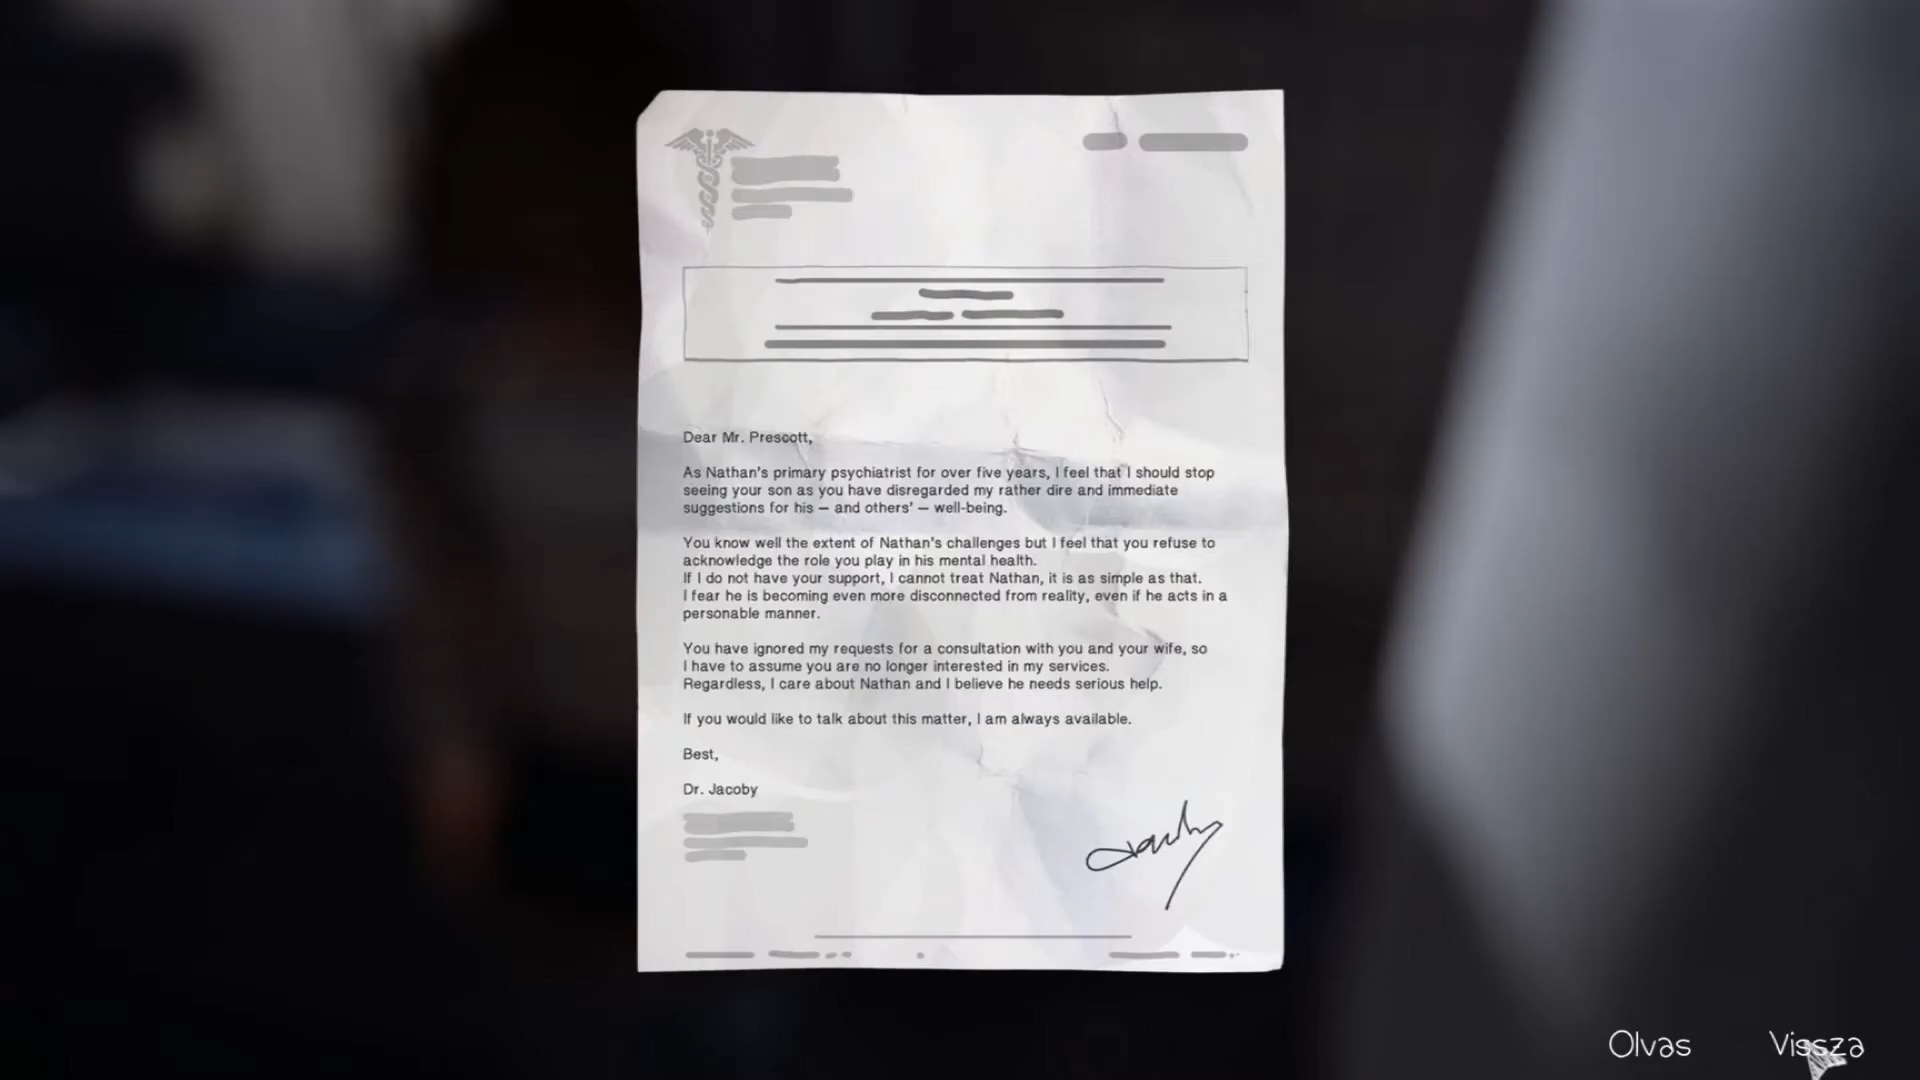 Dear Mr. Prescott,
As Nathan's primary psychiatrist for over five years, I feel that I should stop
seeing your son as you have disregarded my rather dire and immediate
suggestions for his – and others' – well-being.
You know well the extent of Nathan's challenges but I feel that you refuse to
acknowledge the role you play in his mental health.
If I do not have your support, I cannot treat Nathan, it is as simple as that.
I fear he is becoming even more disconnected from reality, even if he acts in a
personable manner.
You have ignored my requests for a consultation with you and your wife, so
I have to assume you are no longer interested in my services.
Regardless, I care about Nathan and I believe he needs serious help.
If you would like to talk about this matter, I am always available.
Best,
Dr. Jacoby
Olvas
Vissza